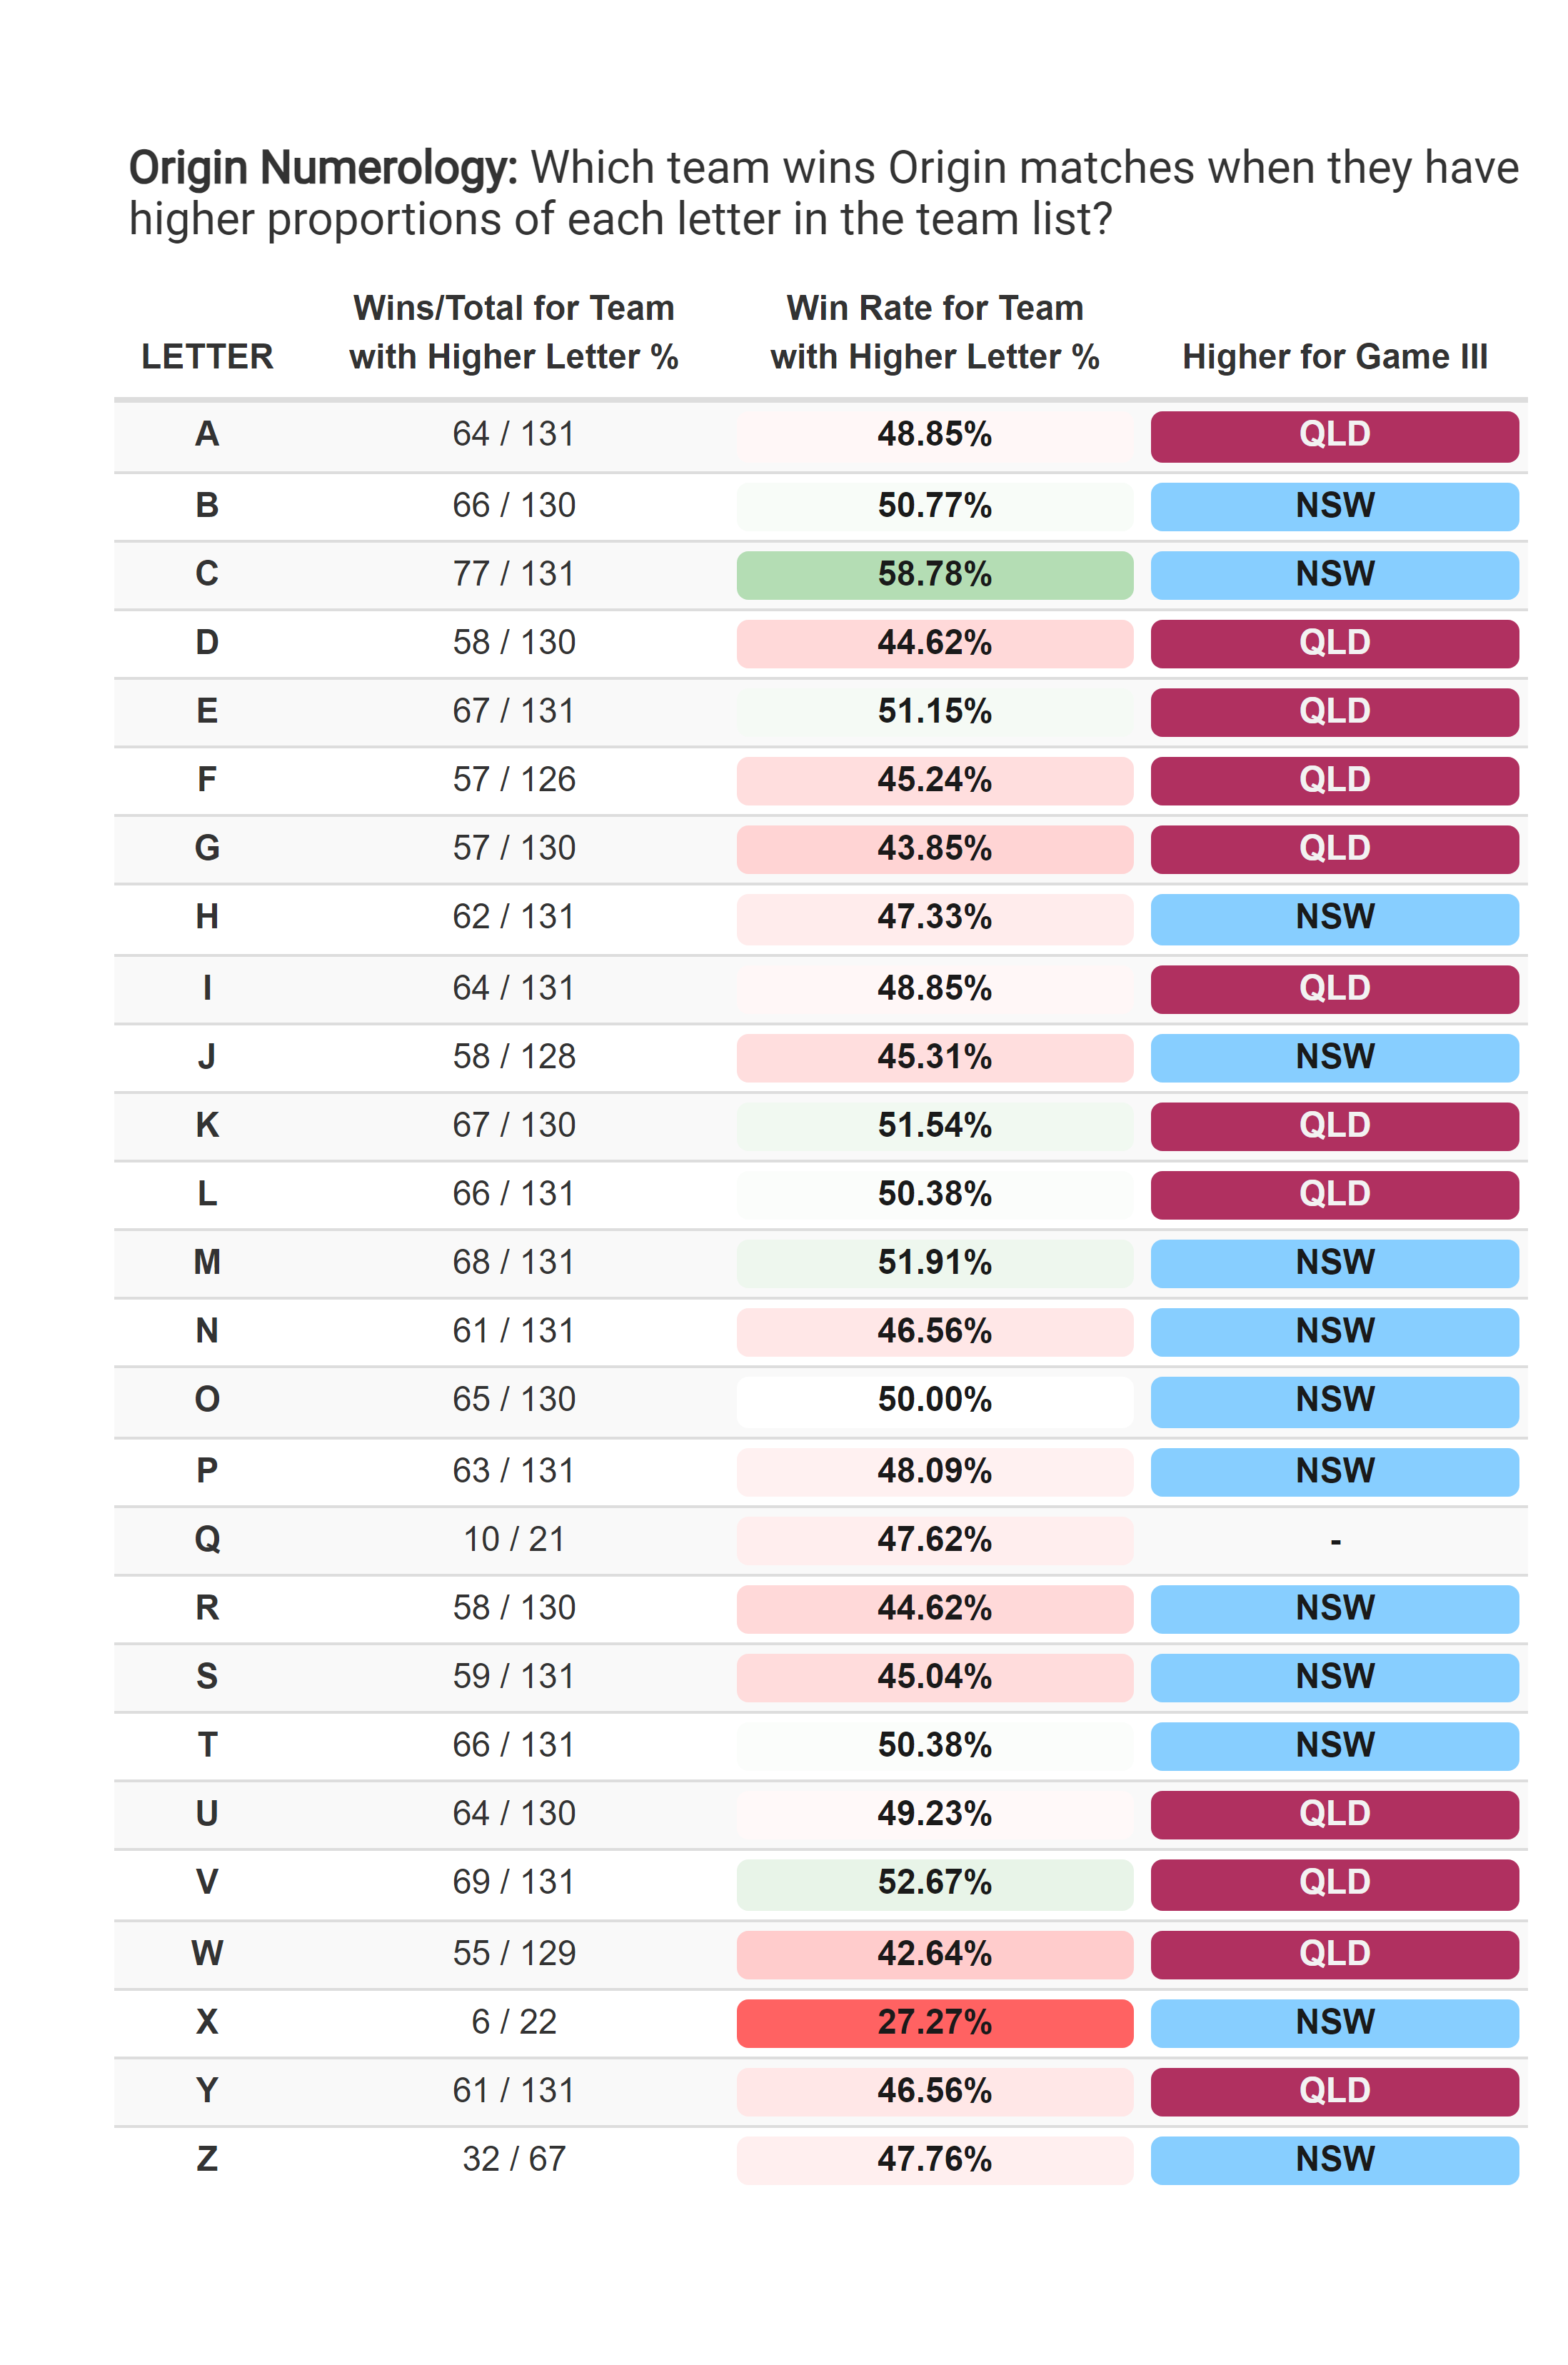 Origin Numerology: Which team wins Origin matches when they have
higher proportions of each letter in the team list?
LETTER Wins/Total for Team with Higher Letter % Win Rate for Team with Higher Letter % Higher for Game III
A 64 / 131 48.85% QLD
B 66 / 130 50.77% NSW
C 77 / 131 58.78% NSW
D 58 / 130 44.62% QLD
E 67 / 131 51.15% QLD
F 57 / 126 45.24% QLD
G 57 / 130 43.85% QLD
H 62 / 131 47.33% NSW
I 64 / 131 48.85% QLD
J 58 / 128 45.31% NSW
K 67 / 130 51.54% QLD
L 66 / 131 50.38% QLD
M 68 / 131 51.91% NSW
N 61 / 131 46.56% NSW
O 65 / 130 50.00% NSW
P 63 / 131 48.09% NSW
Q 10 / 21 47.62% -
R 58 / 130 44.62% NSW
S 59 / 131 45.04% NSW
T 66 / 131 50.38% NSW
U 64 / 130 49.23% QLD
V 69 / 131 52.67% QLD
W 55 / 129 42.64% QLD
X 6 / 22 27.27% NSW
Y 61 / 131 46.56% QLD
Z 32 / 67 47.76% NSW